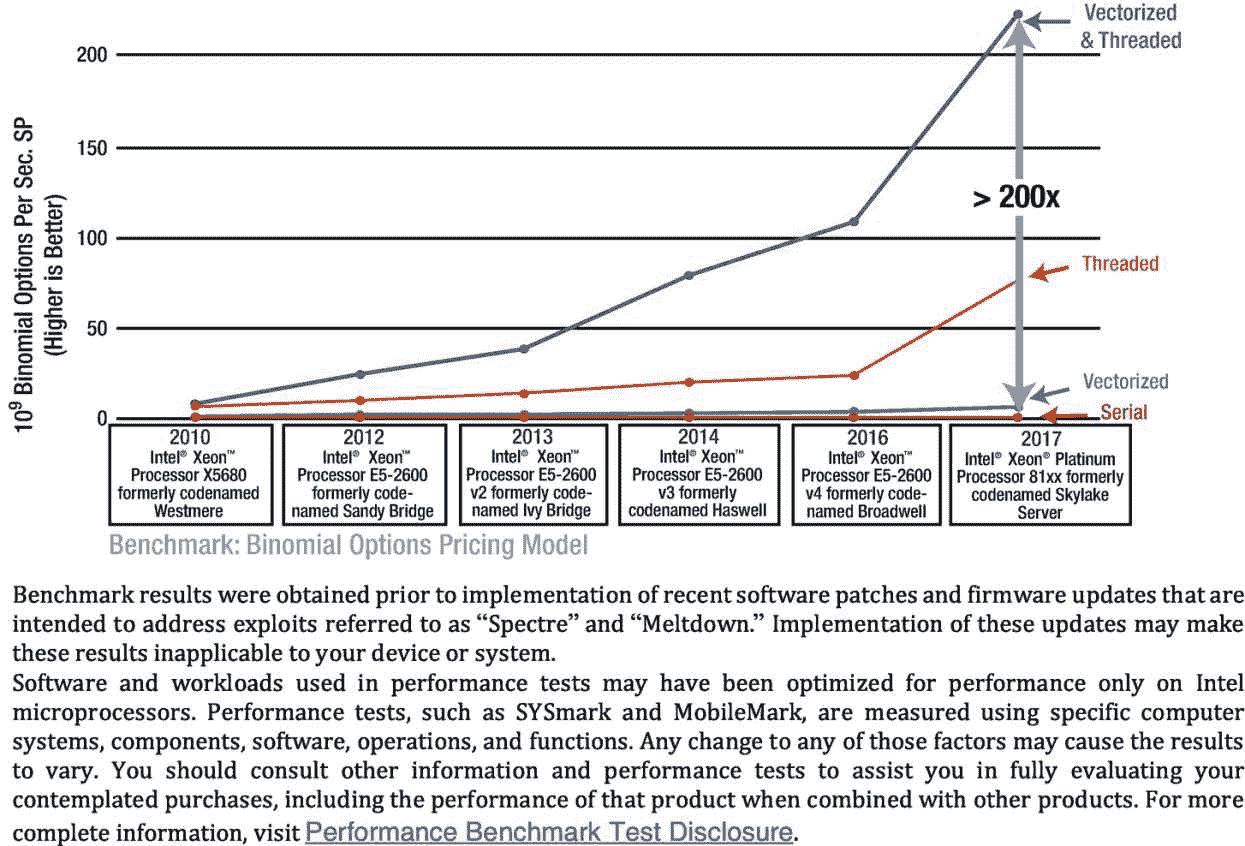 Vectorized
& Threaded
200
150
> 200x
100
Threaded
50
Vectorized
0
Serial
10⁹ Binomial Options Per Sec. SP
(Higher is Better)
2010
Intel® Xeon™
Processor X5680
formerly codenamed
Westmere
2012
Intel® Xeon™
Processor E5-2600
formerly code-
named Sandy Bridge
2013
Intel® Xeon™
Processor E5-2600
v2 formerly code-
named Ivy Bridge
2014
Intel® Xeon™
Processor E5-2600
v3 formerly
codenamed Haswell
2016
Intel® Xeon™
Processor E5-2600
v4 formerly code-
named Broadwell
2017
Intel® Xeon® Platinum
Processor 81xx formerly
codenamed Skylake
Server
Benchmark: Binomial Options Pricing Model
Benchmark results were obtained prior to implementation of recent software patches and firmware updates that are
intended to address exploits referred to as “Spectre” and “Meltdown.” Implementation of these updates may make
these results inapplicable to your device or system.
Software and workloads used in performance tests may have been optimized for performance only on Intel
microprocessors. Performance tests, such as SYSmark and MobileMark, are measured using specific computer
systems, components, software, operations, and functions. Any change to any of those factors may cause the results
to vary. You should consult other information and performance tests to assist you in fully evaluating your
contemplated purchases, including the performance of that product when combined with other products. For more
complete information, visit Performance Benchmark Test Disclosure.